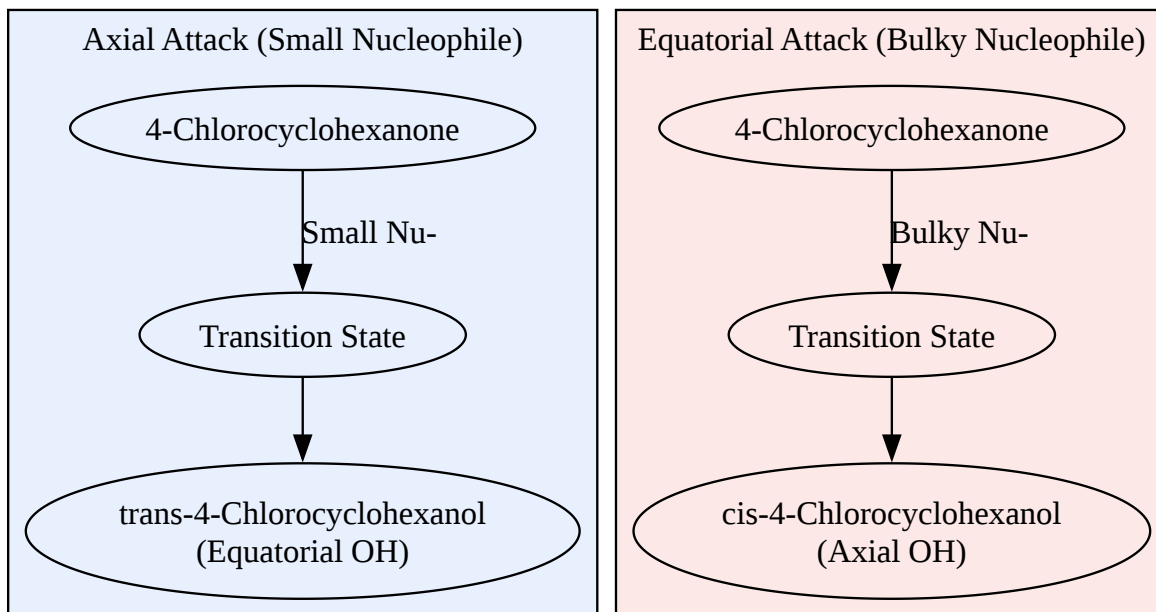 Axial Attack (Small Nucleophile)
4-Chlorocyclohexanone
Small Nu-
Transition State
trans-4-Chlorocyclohexanol
(Equatorial OH)
Equatorial Attack (Bulky Nucleophile)
4-Chlorocyclohexanone
Bulky Nu-
Transition State
cis-4-Chlorocyclohexanol
(Axial OH)